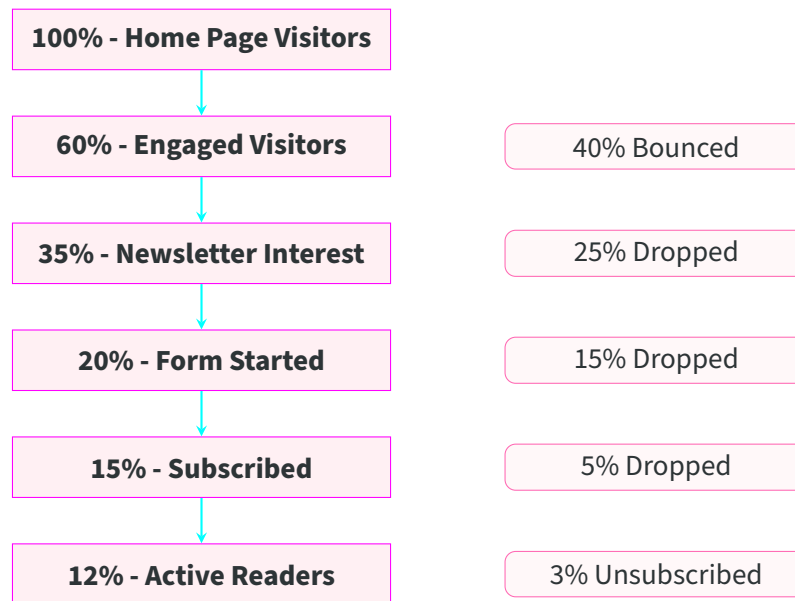 100% - Home Page Visitors
60% - Engaged Visitors
40% Bounced
35% - Newsletter Interest
25% Dropped
20% - Form Started
15% Dropped
15% - Subscribed
5% Dropped
12% - Active Readers
3% Unsubscribed